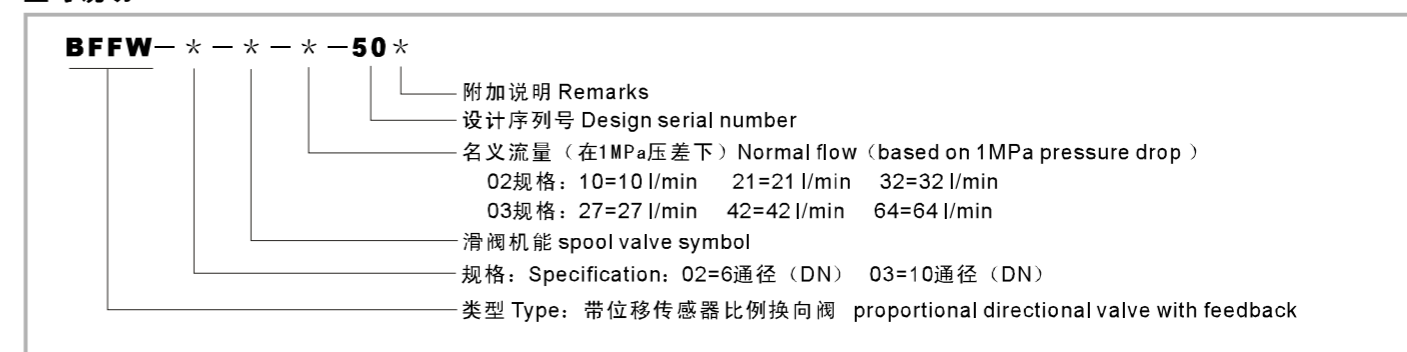 BFFW－＊－＊－＊－50＊
附加说明 Remarks
设计序列号 Design serial number
名义流量（在1MPa压差下）Normal flow（based on 1MPa pressure drop ）
02规格：10=10 l/min 21=21 l/min 32=32 l/min
03规格：27=27 l/min 42=42 l/min 64=64 l/min
滑阀机能 spool valve symbol
规格：Specification：02=6通径（DN） 03=10通径（DN）
类型 Type：带位移传感器比例换向阀 proportional directional valve with feedback